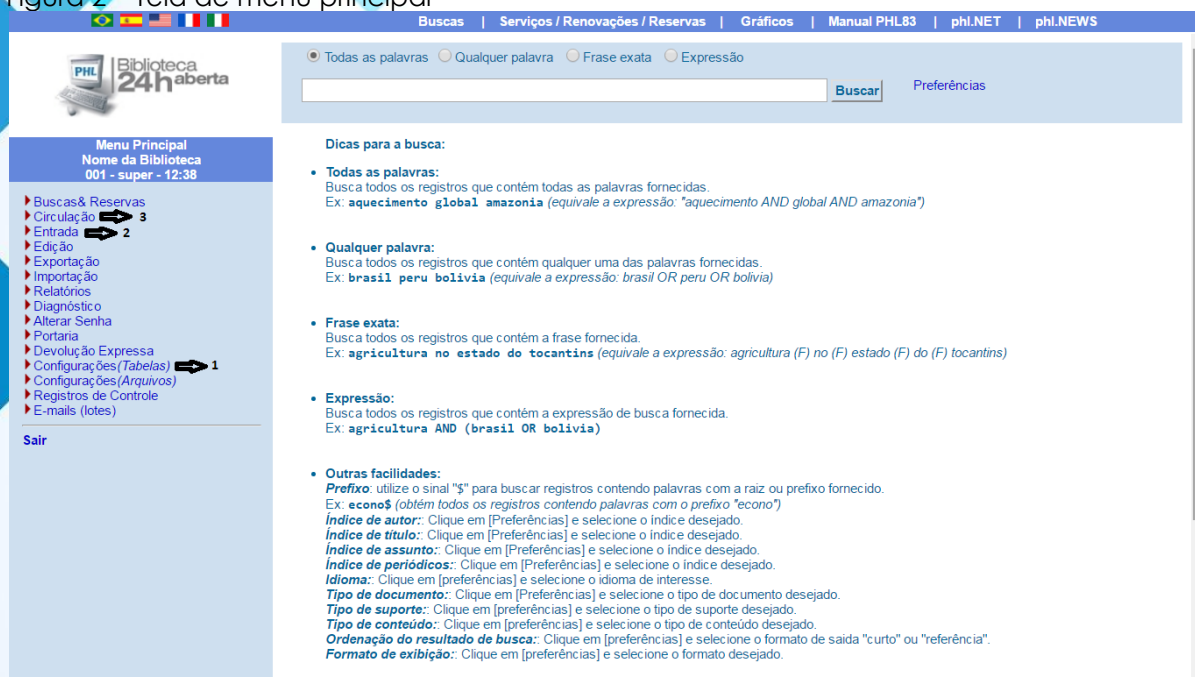 Figura 2 – Tela de menu principal
Buscas | Serviços / Renovações / Reservas | Gráficos | Manual PHL83 | phl.NET | phl.NEWS
PHL
Biblioteca
24h aberta
Todas as palavras Qualquer palavra Frase exata Expressão
Buscar Preferências
Menu Principal
Nome da Biblioteca
001 - super - 12:38
Buscas& Reservas
Circulação 3
Entrada 2
Edição
Exportação
Importação
Relatórios
Diagnóstico
Alterar Senha
Portaria
Devolução Expressa
Configurações(Tabelas) 1
Configurações(Arquivos)
Registros de Controle
E-mails (lotes)
Sair
Dicas para a busca:
• Todas as palavras:
Busca todos os registros que contém todas as palavras fornecidas.
Ex: aquecimento global amazonia (equivale a expressão: "aquecimento AND global AND amazonia")
• Qualquer palavra:
Busca todos os registros que contém qualquer uma das palavras fornecidas.
Ex: brasil peru bolivia (equivale a expressão: brasil OR peru OR bolivia)
• Frase exata:
Busca todos os registros que contém a frase fornecida.
Ex: agricultura no estado do tocantins (equivale a expressão: agricultura (F) no (F) estado (F) do (F) tocantins)
• Expressão:
Busca todos os registros que contém a expressão de busca fornecida.
Ex: agricultura AND (brasil OR bolivia)
• Outras facilidades:
Prefixo: utilize o sinal "$" para buscar registros contendo palavras com a raiz ou prefixo fornecido.
Ex: econo$ (obtém todos os registros contendo palavras com o prefixo "econo")
Índice de autor:: Clique em [Preferências] e selecione o índice desejado.
Índice de título:: Clique em [Preferências] e selecione o índice desejado.
Índice de assunto:: Clique em [Preferências] e selecione o índice desejado.
Índice de periódicos:: Clique em [Preferências] e selecione o índice desejado.
Idioma:: Clique em [preferências] e selecione o idioma de interesse.
Tipo de documento:: Clique em [Preferências] e selecione o tipo de documento desejado.
Tipo de suporte:: Clique em [preferências] e selecione o tipo de suporte desejado.
Tipo de conteúdo:: Clique em [preferências] e selecione o tipo de conteúdo desejado.
Ordenação do resultado de busca:: Clique em [preferências] e selecione o formato de saida "curto" ou "referência".
Formato de exibição:: Clique em [preferências] e selecione o formato desejado.